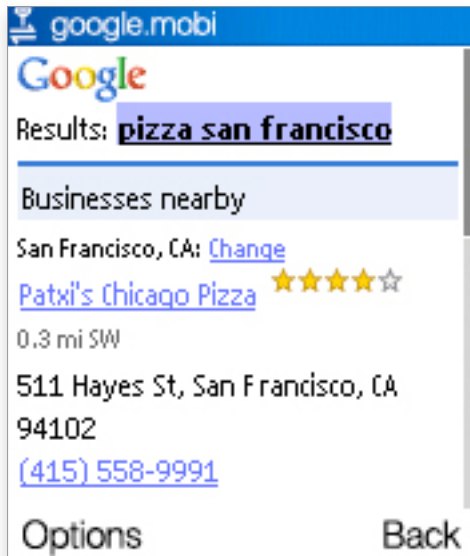 google.mobi
Google
Results: pizza san francisco
Businesses nearby
San Francisco, CA: Change
Patxi's Chicago Pizza
0.3 mi SW
511 Hayes St, San Francisco, CA
94102
(415) 558-9991
Options Back